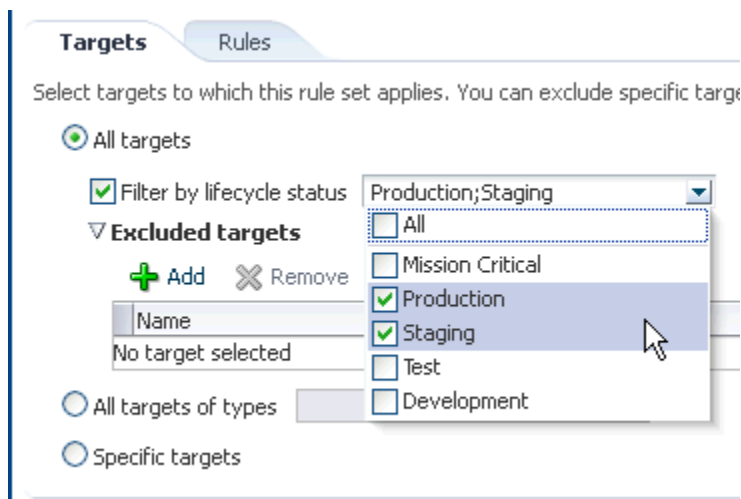 Targets Rules
Select targets to which this rule set applies. You can exclude specific
All targets
Filter by lifecycle status Production;Staging
All
Excluded targets
Mission Critical
Add Remove
Production
Name
Staging
No target selected
Test
All targets of types
Development
Specific targets